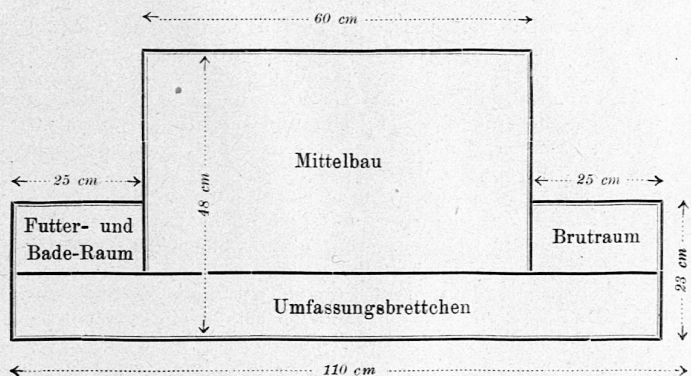 60 cm
Mittelbau
25 cm
48 cm
25 cm
Futter- und
Bade-Raum
Brutraum
23 cm
Umfassungsbrettchen
110 cm